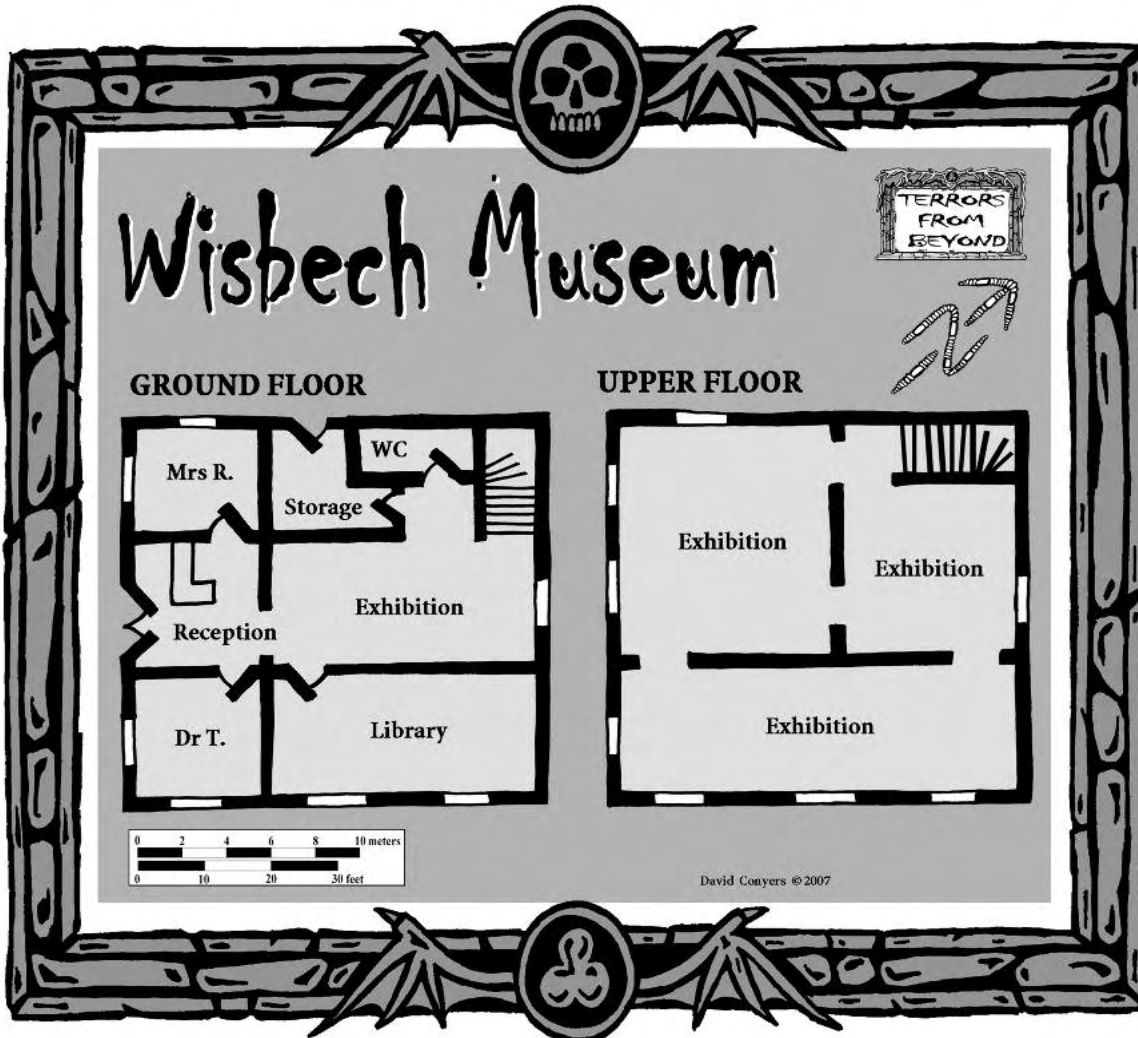 Wisbech Museum
TERRORS
FROM
BEYOND
N
GROUND FLOOR
UPPER FLOOR
Mrs R.
WC
Storage
Reception
Exhibition
Dr T.
Library
Exhibition
Exhibition
Exhibition
0 2 4 6 8 10 meters
0 10 20 30 feet
David Conyers © 2007